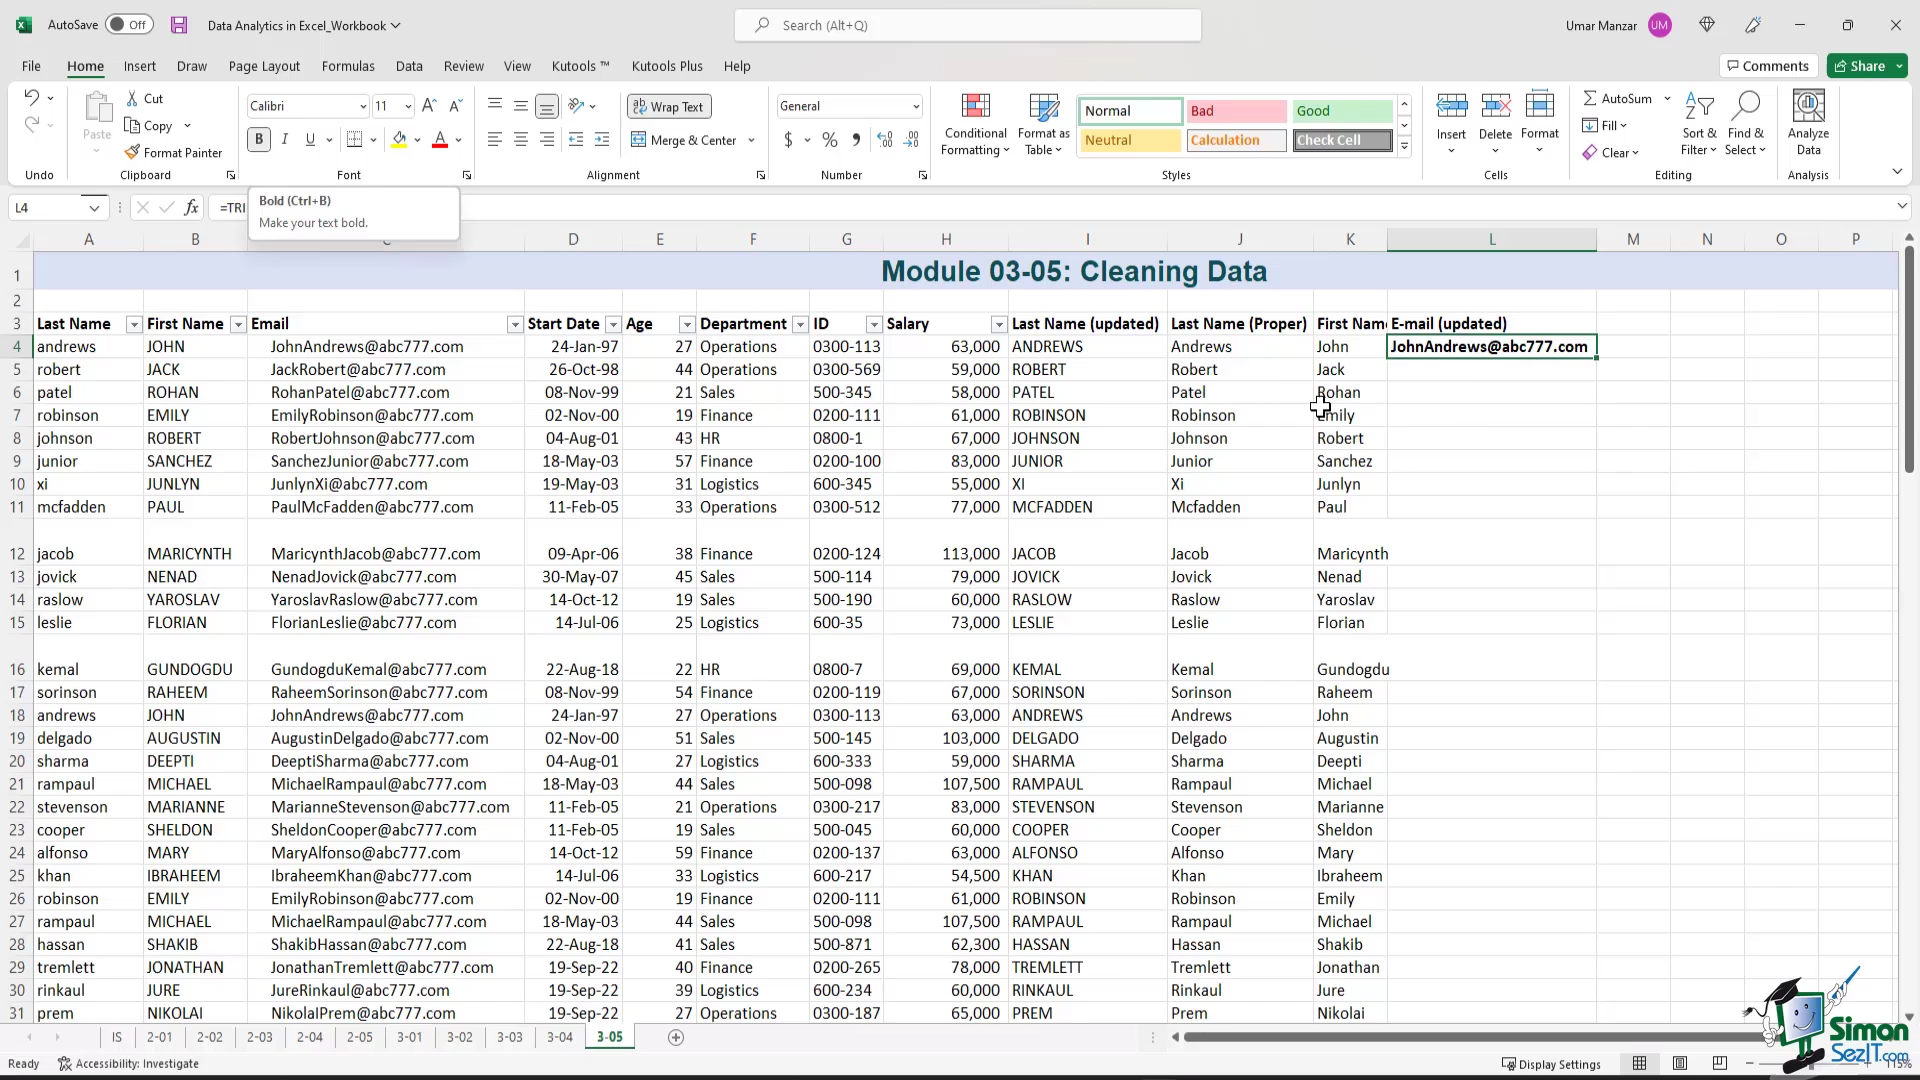 AutoSave Off Data Analytics in Excel_Workbook Search (Alt+Q) Umar Manzar UM
File Home Insert Draw Page Layout Formulas Data Review View Kutools ™ Kutools Plus Help Comments Share
Paste Cut Copy Format Painter
Calibri 11 B I U
Wrap Text Merge & Center
General $ % ,
Conditional Formatting Format as Table
Normal Bad Good
Neutral Calculation Check Cell
Insert Delete Format
AutoSum Fill Clear Sort & Filter Find & Select
Analyze Data
Undo Clipboard Font Alignment Number Styles Cells Editing Analysis
L4 fx =TRI
Bold (Ctrl+B)
Make your text bold.
A B C D E F G H I J K L M N O P
1 Module 03-05: Cleaning Data
2
3 Last Name First Name Email Start Date Age Department ID Salary Last Name (updated) Last Name (Proper) First Name E-mail (updated)
4 andrews JOHN JohnAndrews@abc777.com 24-Jan-97 27 Operations 0300-113 63,000 ANDREWS Andrews John JohnAndrews@abc777.com
5 robert JACK JackRobert@abc777.com 26-Oct-98 44 Operations 0300-569 59,000 ROBERT Robert Jack
6 patel ROHAN RohanPatel@abc777.com 08-Nov-99 21 Sales 500-345 58,000 PATEL Patel Rohan
7 robinson EMILY EmilyRobinson@abc777.com 02-Nov-00 19 Finance 0200-111 61,000 ROBINSON Robinson Emily
8 johnson ROBERT RobertJohnson@abc777.com 04-Aug-01 43 HR 0800-1 67,000 JOHNSON Johnson Robert
9 junior SANCHEZ SanchezJunior@abc777.com 18-May-03 57 Finance 0200-100 83,000 JUNIOR Junior Sanchez
10 xi JUNLYN JunlynXi@abc777.com 19-May-03 31 Logistics 600-345 55,000 XI Xi Junlyn
11 mcfadden PAUL PaulMcFadden@abc777.com 11-Feb-05 33 Operations 0300-512 77,000 MCFADDEN Mcfadden Paul
12 jacob MARICYNTH MaricynthJacob@abc777.com 09-Apr-06 38 Finance 0200-124 113,000 JACOB Jacob Maricynth
13 jovick NENAD NenadJovick@abc777.com 30-May-07 45 Sales 500-114 79,000 JOVICK Jovick Nenad
14 raslow YAROSLAV YaroslavRaslow@abc777.com 14-Oct-12 19 Sales 500-190 60,000 RASLOW Raslow Yaroslav
15 leslie FLORIAN FlorianLeslie@abc777.com 14-Jul-06 25 Logistics 600-35 73,000 LESLIE Leslie Florian
16 kemal GUNDOGDU GundogduKemal@abc777.com 22-Aug-18 22 HR 0800-7 69,000 KEMAL Kemal Gundogdu
17 sorinson RAHEEM RaheemSorinson@abc777.com 08-Nov-99 54 Finance 0200-119 67,000 SORINSON Sorinson Raheem
18 andrews JOHN JohnAndrews@abc777.com 24-Jan-97 27 Operations 0300-113 63,000 ANDREWS Andrews John
19 delgado AUGUSTIN AugustinDelgado@abc777.com 02-Nov-00 51 Sales 500-145 103,000 DELGADO Delgado Augustin
20 sharma DEEPTI DeeptiSharma@abc777.com 04-Aug-01 27 Logistics 600-333 59,000 SHARMA Sharma Deepti
21 rampaul MICHAEL MichaelRampaul@abc777.com 18-May-03 44 Sales 500-098 107,500 RAMPAUL Rampaul Michael
22 stevenson MARIANNE MarianneStevenson@abc777.com 11-Feb-05 21 Operations 0300-217 83,000 STEVENSON Stevenson Marianne
23 cooper SHELDON SheldonCooper@abc777.com 11-Feb-05 19 Sales 500-045 60,000 COOPER Cooper Sheldon
24 alfonso MARY MaryAlfonso@abc777.com 14-Oct-12 59 Finance 0200-137 63,000 ALFONSO Alfonso Mary
25 khan IBRAHEEM IbraheemKhan@abc777.com 14-Jul-06 33 Logistics 600-217 54,500 KHAN Khan Ibraheem
26 robinson EMILY EmilyRobinson@abc777.com 02-Nov-00 19 Finance 0200-111 61,000 ROBINSON Robinson Emily
27 rampaul MICHAEL MichaelRampaul@abc777.com 18-May-03 44 Sales 500-098 107,500 RAMPAUL Rampaul Michael
28 hassan SHAKIB ShakibHassan@abc777.com 22-Aug-18 41 Sales 500-871 62,300 HASSAN Hassan Shakib
29 tremlett JONATHAN JonathanTremlett@abc777.com 19-Sep-22 40 Finance 0200-265 78,000 TREMLETT Tremlett Jonathan
30 rinkaul JURE JureRinkaul@abc777.com 19-Sep-22 39 Logistics 600-234 60,000 RINKAUL Rinkaul Jure
31 prem NIKOLAI NikolaIPrem@abc777.com 19-Sep-22 27 Operations 0300-187 65,000 PREM Prem Nikolai
IS 2-01 2-02 2-03 2-04 2-05 3-01 3-02 3-03 3-04 3-05
Ready Accessibility: Investigate Display Settings 115%
Simon
SezIT.com